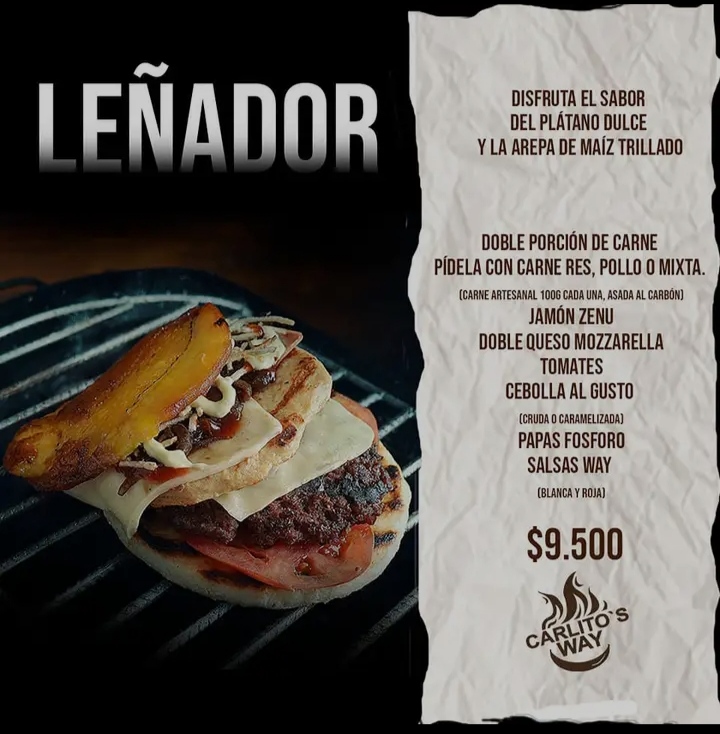 LEÑADOR
DISFRUTA EL SABOR
DEL PLÁTANO DULCE
Y LA AREPA DE MAÍZ TRILLADO
DOBLE PORCIÓN DE CARNE
PÍDELA CON CARNE RES, POLLO O MIXTA.
(CARNE ARTESANAL 100G CADA UNA, ASADA AL CARBÓN)
JAMÓN ZENU
DOBLE QUESO MOZZARELLA
TOMATES
CEBOLLA AL GUSTO
(CRUDA O CARAMELIZADA)
PAPAS FOSFORO
SALSAS WAY
(BLANCA Y ROJA)
$9.500
CARLITO'S
WAY